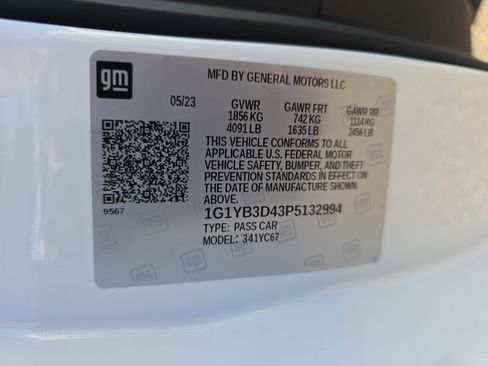 gm
MFD BY GENERAL MOTORS LLC
05/23 GVWR GAWR FRT GAWR RR
1856 KG 742 KG 1114 KG
4091 LB 1635 LB 2456 LB
THIS VEHICLE CONFORMS TO ALL
APPLICABLE U.S. FEDERAL MOTOR
VEHICLE SAFETY, BUMPER, AND THEFT
PREVENTION STANDARDS IN EFFECT ON
THE DATE OF MANUFACTURE SHOWN
ABOVE.
9567
1G1YB3D43P5132994
TYPE: PASS CAR
MODEL: 341YC67